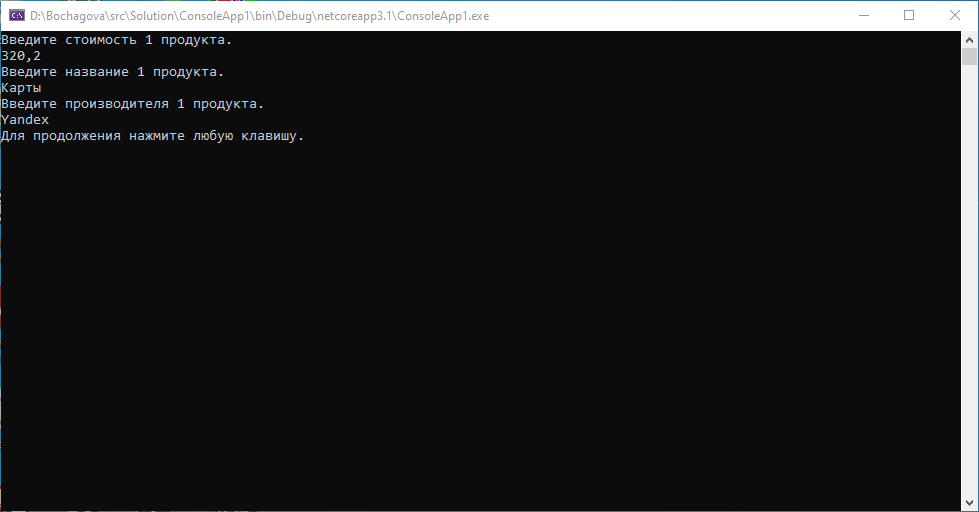 D:\Bochagova\src\Solution\ConsoleApp1\bin\Debug\netcoreapp3.1\ConsoleApp1.exe
Введите стоимость 1 продукта.
320,2
Введите название 1 продукта.
Карты
Введите производителя 1 продукта.
Yandex
Для продолжения нажмите любую клавишу.